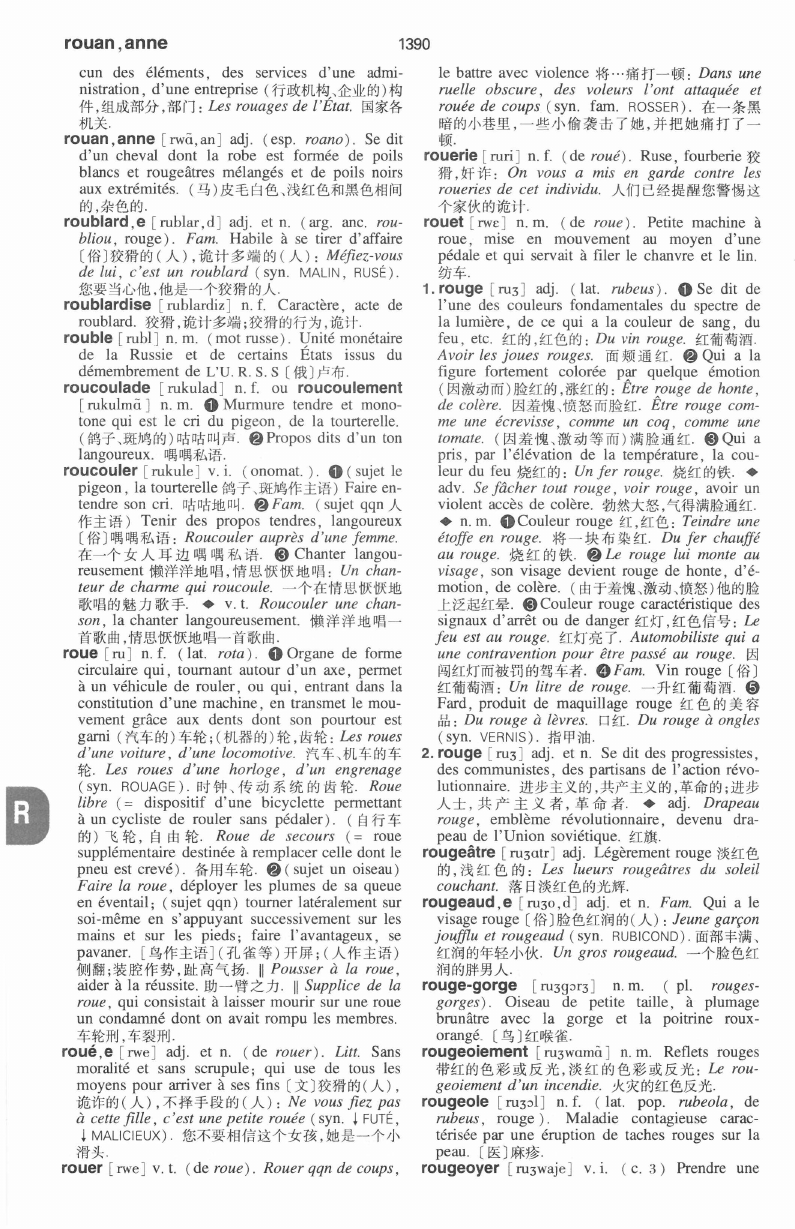 rouan,anne
1390
cun des éléments, des services d'une admi-
nistration, d'une entreprise (行政机构、企业的)构
件,组成部分,部门: Les rouages de l'État. 国家各
机关.
rouan,anne [rwɑ̃,an] adj. (esp. roano). Se dit
d'un cheval dont la robe est formée de poils
blancs et rougeâtres mélangés et de poils noirs
aux extrémités. (马)皮毛白色、浅红色和黑色相间
的,杂色的.
roublard,e [rublar,d] adj. et n. (arg. anc. rou-
bliou, rouge). Fam. Habile à se tirer d'affaire
[俗]狡猾的(人),诡计多端的(人): Méfiez-vous
de lui, c'est un roublard (syn. MALIN, RUSÉ).
您要当心他,他是一个狡猾的人.
roublardise [rublardiz] n.f. Caractère, acte de
roublard. 狡猾,诡计多端;狡猾的行为,诡计.
rouble [rubl] n.m. (mot russe). Unité monétaire
de la Russie et de certains États issus du
démembrement de L'U.R.S.S [俄]卢布.
roucoulade [rukulad] n.f. ou roucoulement
[rukulmɑ̃] n.m. ❶ Murmure tendre et mono-
tone qui est le cri du pigeon, de la tourterelle.
(鸽子、斑鸠的)咕咕叫声. ❷ Propos dits d'un ton
langoureux. 喁喁私语.
roucouler [rukule] v.i. (onomat.). ❶ (sujet le
pigeon, la tourterelle 鸽子、斑鸠作主语) Faire en-
tendre son cri. 咕咕地叫. ❷ Fam. (sujet qqn 人
作主语) Tenir des propos tendres, langoureux
[俗]喁喁私语: Roucouler auprès d'une femme.
在一个女人耳边喁喁私语. ❸ Chanter langou-
reusement 懒洋洋地唱,情思恹恹地唱: Un chan-
teur de charme qui roucoule. 一个在情思恹恹地
歌唱的魅力歌手. ◆ v.t. Roucouler une chan-
son, la chanter langoureusement. 懒洋洋地唱一
首歌曲,情思恹恹地唱一首歌曲.
roue [ru] n.f. (lat. rota). ❶ Organe de forme
circulaire qui, tournant autour d'un axe, permet
à un véhicule de rouler, ou qui, entrant dans la
constitution d'une machine, en transmet le mou-
vement grâce aux dents dont son pourtour est
garni (汽车的)车轮;(机器的)轮,齿轮: Les roues
d'une voiture, d'une locomotive. 汽车、机车的车
轮. Les roues d'une horloge, d'un engrenage
(syn. ROUAGE). 时钟、传动系统的齿轮. Roue
libre (= dispositif d'une bicyclette permettant
à un cycliste de rouler sans pédaler). (自行车
的)飞轮,自由轮. Roue de secours (= roue
supplémentaire destinée à remplacer celle dont le
pneu est crevé). 备用车轮. ❷ (sujet un oiseau)
Faire la roue, déployer les plumes de sa queue
en éventail; (sujet qqn) tourner latéralement sur
soi-même en s'appuyant successivement sur les
mains et sur les pieds; faire l'avantageux, se
pavaner. [鸟作主语](孔雀等)开屏;(人作主语)
侧翻;装腔作势,趾高气扬. ‖ Pousser à la roue,
aider à la réussite. 助一臂之力. ‖ Supplice de la
roue, qui consistait à laisser mourir sur une roue
un condamné dont on avait rompu les membres.
车轮刑,车裂刑.
roué,e [rwe] adj. et n. (de rouer). Litt. Sans
moralité et sans scrupule; qui use de tous les
moyens pour arriver à ses fins [文]狡猾的(人),
诡诈的(人),不择手段的(人): Ne vous fiez pas
à cette fille, c'est une petite rouée (syn. ↓FUTÉ,
↓MALICIEUX). 您不要相信这个女孩,她是一个小
滑头.
rouer [rwe] v.t. (de roue). Rouer qqn de coups,
R
le battre avec violence 将…痛打一顿: Dans une
ruelle obscure, des voleurs l'ont attaquée et
rouée de coups (syn. fam. ROSSER). 在一条黑
暗的小巷里,一些小偷袭击了她,并把她痛打了一
顿.
rouerie [ruri] n.f. (de roué). Ruse, fourberie 狡
猾,奸诈: On vous a mis en garde contre les
roueries de cet individu. 人们已经提醒您警惕这
个家伙的诡计.
rouet [rwɛ] n.m. (de roue). Petite machine à
roue, mise en mouvement au moyen d'une
pédale et qui servait à filer le chanvre et le lin.
纺车.
1. rouge [ruʒ] adj. (lat. rubeus). ❶ Se dit de
l'une des couleurs fondamentales du spectre de
la lumière, de ce qui a la couleur de sang, du
feu, etc. 红的,红色的: Du vin rouge. 红葡萄酒.
Avoir les joues rouges. 面颊通红. ❷ Qui a la
figure fortement colorée par quelque émotion
(因激动而)脸红的,涨红的: Être rouge de honte,
de colère. 因羞愧、愤怒而脸红. Être rouge com-
me une écrevisse, comme un coq, comme une
tomate. (因羞愧、激动等而)满脸通红. ❸ Qui a
pris, par l'élévation de la température, la cou-
leur du feu 烧红的: Un fer rouge. 烧红的铁. ◆
adv. Se fâcher tout rouge, voir rouge, avoir un
violent accès de colère. 勃然大怒,气得满脸通红.
◆ n.m. ❶ Couleur rouge 红,红色: Teindre une
étoffe en rouge. 将一块布染红. Du fer chauffé
au rouge. 烧红的铁. ❷ Le rouge lui monte au
visage, son visage devient rouge de honte, d'é-
motion, de colère. (由于羞愧、激动、愤怒)他的脸
上泛起红晕. ❸ Couleur rouge caractéristique des
signaux d'arrêt ou de danger 红灯,红色信号: Le
feu est au rouge. 红灯亮了. Automobiliste qui a
une contravention pour être passé au rouge. 因
闯红灯而被罚的驾车者. ❹ Fam. Vin rouge [俗]
红葡萄酒: Un litre de rouge. 一升红葡萄酒. ❺
Fard, produit de maquillage rouge 红色的美容
品: Du rouge à lèvres. 口红. Du rouge à ongles
(syn. VERNIS). 指甲油.
2. rouge [ruʒ] adj. et n. Se dit des progressistes,
des communistes, des partisans de l'action révo-
lutionnaire. 进步主义的,共产主义的,革命的;进步
人士,共产主义者,革命者. ◆ adj. Drapeau
rouge, emblème révolutionnaire, devenu dra-
peau de l'Union soviétique. 红旗.
rougeâtre [ruʒɑtr] adj. Légèrement rouge 淡红色
的,浅红色的: Les lueurs rougeâtres du soleil
couchant. 落日淡红色的光辉.
rougeaud,e [ruʒo,d] adj. et n. Fam. Qui a le
visage rouge [俗]脸色红润的(人): Jeune garçon
joufflu et rougeaud (syn. RUBICOND). 面部丰满、
红润的年轻小伙. Un gros rougeaud. 一个脸色红
润的胖男人.
rouge-gorge [ruʒgɔrʒ] n.m. (pl. rouges-
gorges). Oiseau de petite taille, à plumage
brunâtre avec la gorge et la poitrine roux-
orangé. [鸟]红喉雀.
rougeoiement [ruʒwamɑ̃] n.m. Reflets rouges
带红的色彩或反光,淡红的色彩或反光: Le rou-
geoiement d'un incendie. 火灾的红色反光.
rougeole [ruʒɔl] n.f. (lat. pop. rubeola, de
rubeus, rouge). Maladie contagieuse carac-
térisée par une éruption de taches rouges sur la
peau. [医]麻疹.
rougeoyer [ruʒwaje] v.i. (c. 3) Prendre une